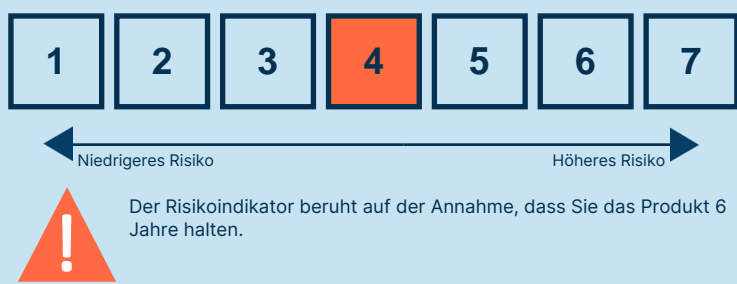 1 2 3 4 5 6 7
Niedrigeres Risiko Höheres Risiko
Der Risikoindikator beruht auf der Annahme, dass Sie das Produkt 6
Jahre halten.
!